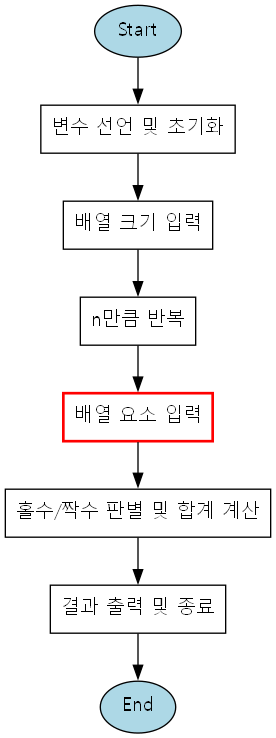 Start
변수 선언 및 초기화
배열 크기 입력
n만큼 반복
배열 요소 입력
홀수/짝수 판별 및 합계 계산
결과 출력 및 종료
End